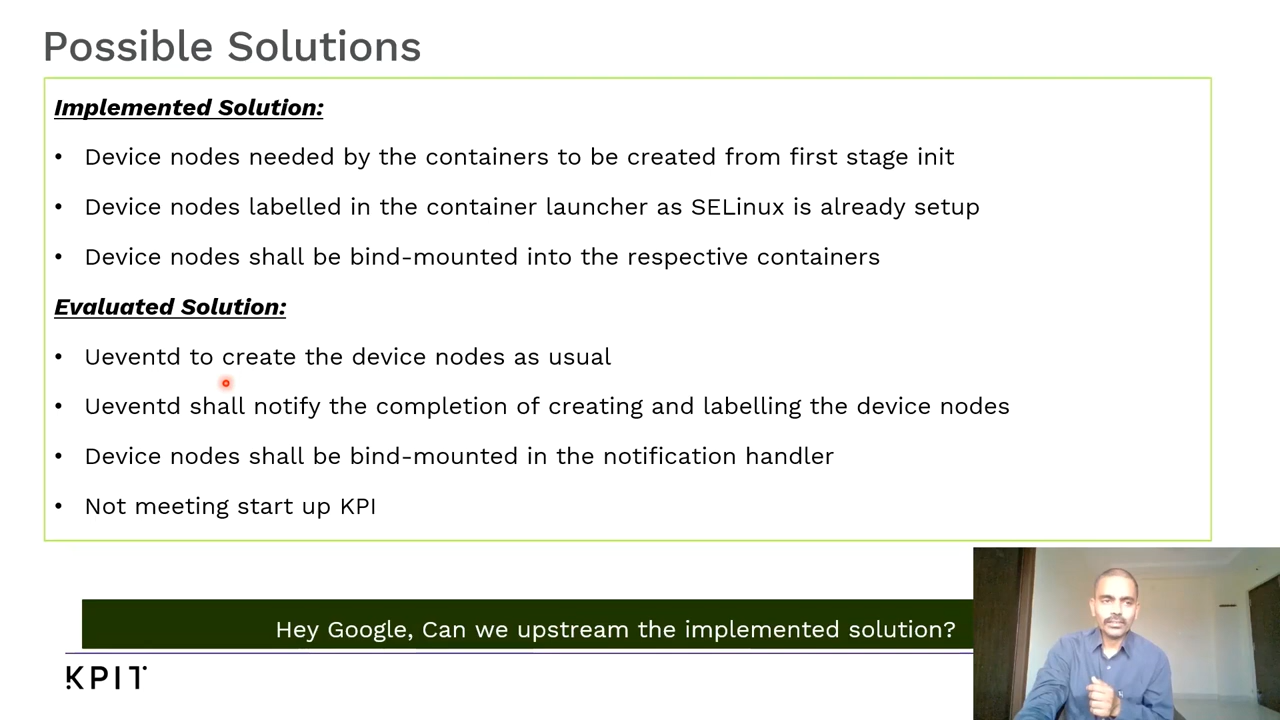 Possible Solutions
Implemented Solution:
• Device nodes needed by the containers to be created from first stage init
• Device nodes labelled in the container launcher as SELinux is already setup
• Device nodes shall be bind-mounted into the respective containers
Evaluated Solution:
• Ueventd to create the device nodes as usual
• Ueventd shall notify the completion of creating and labelling the device nodes
• Device nodes shall be bind-mounted in the notification handler
• Not meeting start up KPI
Hey Google, Can we upstream the implemented solution?
KPIT